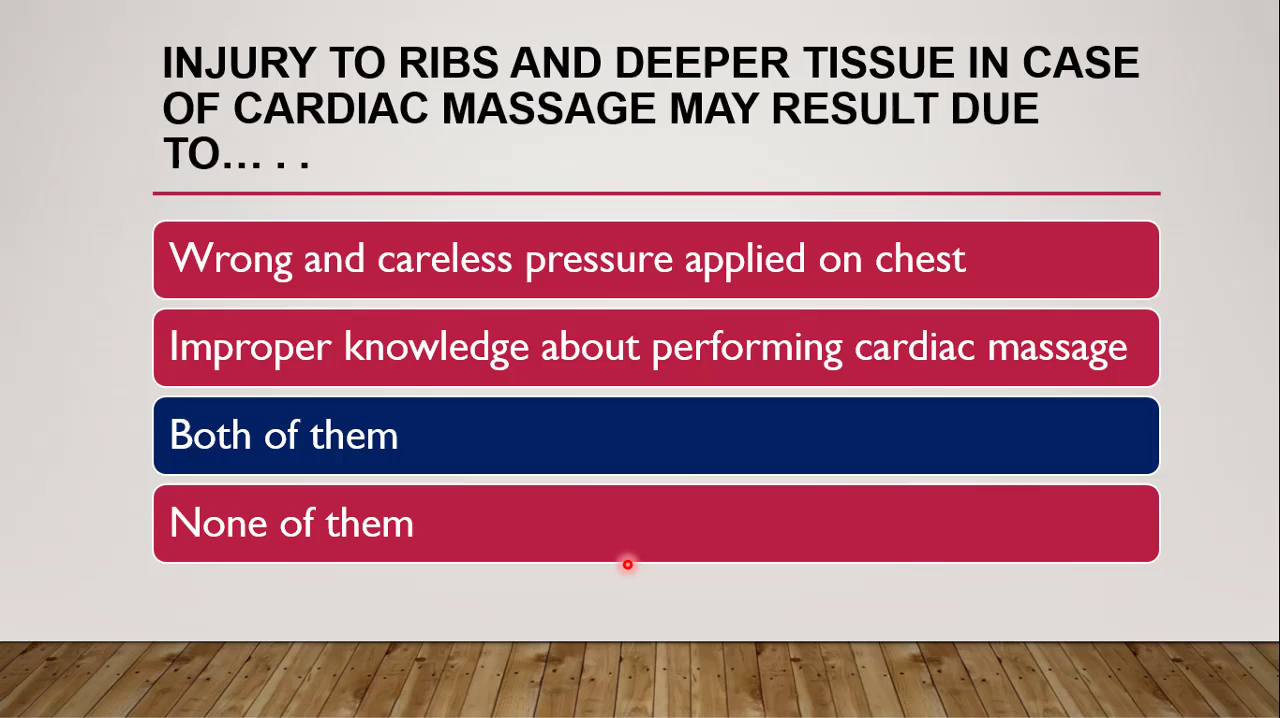 INJURY TO RIBS AND DEEPER TISSUE IN CASE
OF CARDIAC MASSAGE MAY RESULT DUE
TO... . .
Wrong and careless pressure applied on chest
Improper knowledge about performing cardiac massage
Both of them
None of them